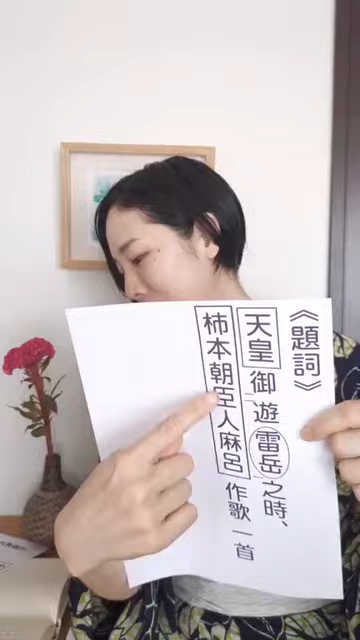 《題詞》
天皇御遊雷岳之時、
柿本朝臣人麻呂作歌一首